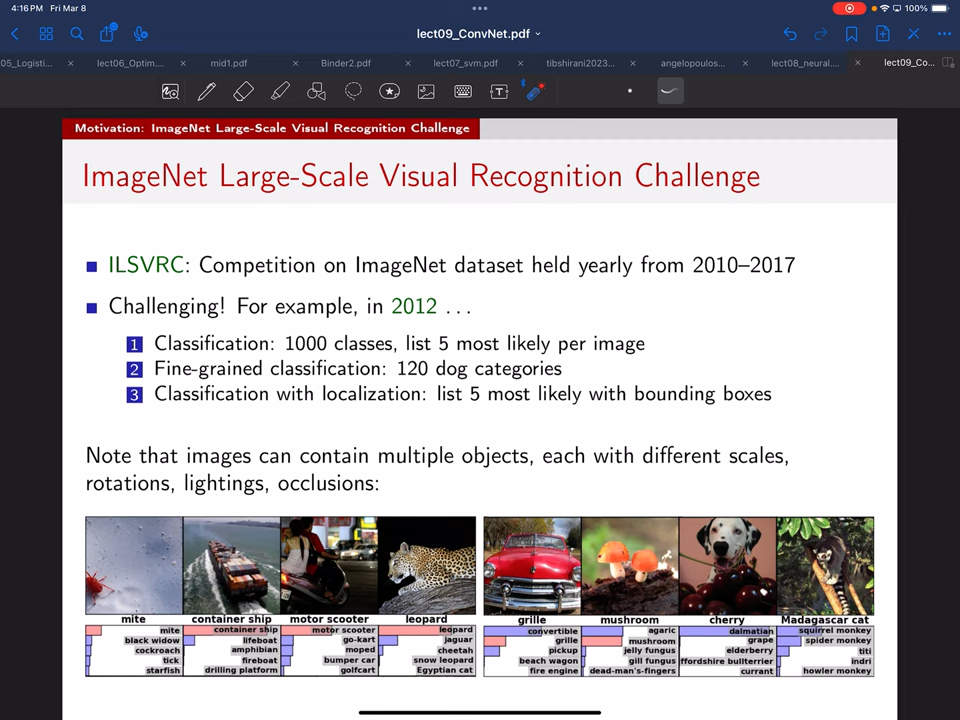 4:16 PM Fri Mar 8
100%
lect09_ConvNet.pdf
05_Logisti...
lect06_Optim....
mid1.pdf
Binder2.pdf
lect07_svm.pdf
tibshirani2023...
angelopoulos...
lect08_neural....
lect09_Co...
Motivation: ImageNet Large-Scale Visual Recognition Challenge
ImageNet Large-Scale Visual Recognition Challenge
ILSVRC: Competition on ImageNet dataset held yearly from 2010–2017
Challenging! For example, in 2012 ...
1 Classification: 1000 classes, list 5 most likely per image
2 Fine-grained classification: 120 dog categories
3 Classification with localization: list 5 most likely with bounding boxes
Note that images can contain multiple objects, each with different scales,
rotations, lightings, occlusions:
mite container ship motor scooter leopard grille mushroom cherry Madagascar cat
mite container ship motor scooter leopard convertible agaric dalmatian squirrel monkey
black widow lifeboat go-kart jaguar grille mushroom grape spider monkey
cockroach amphibian moped cheetah pickup jelly fungus elderberry titi
tick fireboat bumper car snow leopard beach wagon gill fungus ffordshire bullterrier indri
starfish drilling platform golfcart Egyptian cat fire engine dead-man's-fingers currant howler monkey